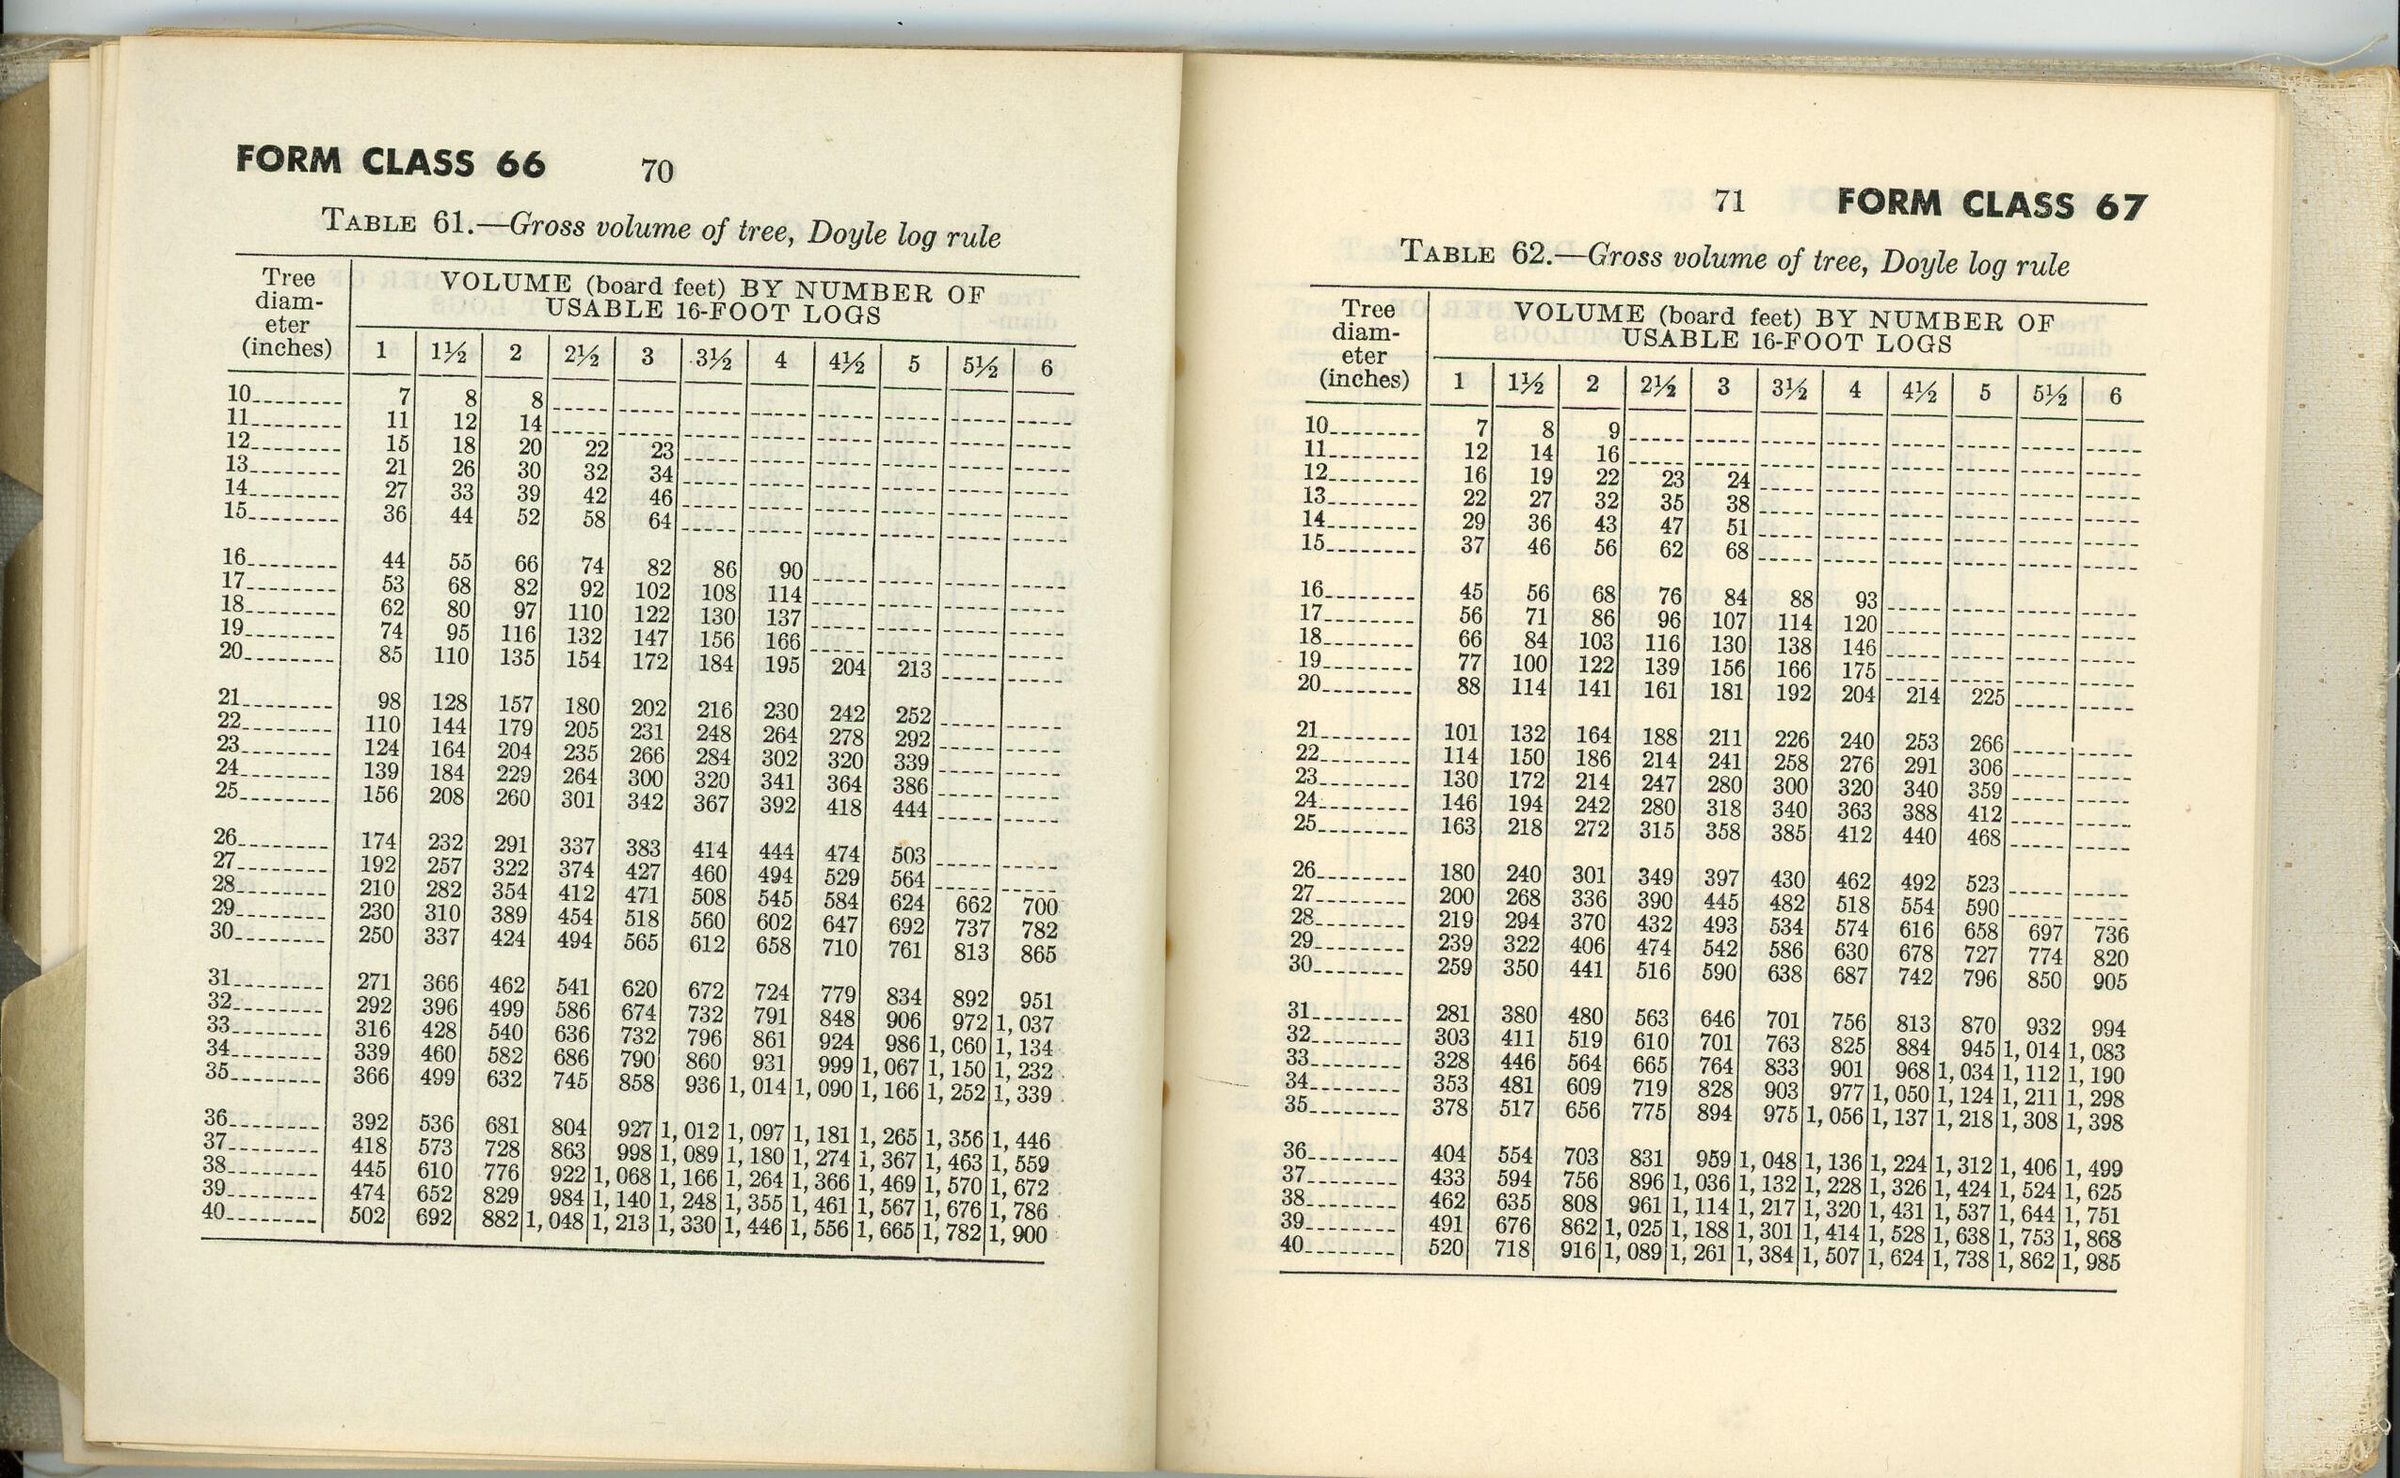 FORM CLASS 66 70
TABLE 61.—Gross volume of tree, Doyle log rule
Tree diam-eter (inches) VOLUME (board feet) BY NUMBER OF
USABLE 16-FOOT LOGS
1 1½ 2 2½ 3 3½ 4 4½ 5 5½ 6
10 7 8 8
11 11 12 14
12 15 18 20 22 23
13 21 26 30 32 34
14 27 33 39 42 46
15 36 44 52 58 64
16 44 55 66 74 82 86 90
17 53 68 82 92 102 108 114
18 62 80 97 110 122 130 137
19 74 95 116 132 147 156 166
20 85 110 135 154 172 184 195 204 213
21 98 128 157 180 202 216 230 242 252
22 110 144 179 205 231 248 264 278 292
23 124 164 204 235 266 284 302 320 339
24 139 184 229 264 300 320 341 364 386
25 156 208 260 301 342 367 392 418 444
26 174 232 291 337 383 414 444 474 503
27 192 257 322 374 427 460 494 529 564
28 210 282 354 412 471 508 545 584 624 662 700
29 230 310 389 454 518 560 602 647 692 737 782
30 250 337 424 494 565 612 658 710 761 813 865
31 271 366 462 541 620 672 724 779 834 892 951
32 292 396 499 586 674 732 791 848 906 972 1,037
33 316 428 540 636 732 796 861 924 986 1,060 1,134
34 339 460 582 686 790 860 931 999 1,067 1,150 1,232
35 366 499 632 745 858 936 1,014 1,090 1,166 1,252 1,339
36 392 536 681 804 927 1,012 1,097 1,181 1,265 1,356 1,446
37 418 573 728 863 998 1,089 1,180 1,274 1,367 1,463 1,559
38 445 610 776 922 1,068 1,166 1,264 1,366 1,469 1,570 1,672
39 474 652 829 984 1,140 1,248 1,355 1,461 1,567 1,676 1,786
40 502 692 882 1,048 1,213 1,330 1,446 1,556 1,665 1,782 1,900
71 FORM CLASS 67
TABLE 62.—Gross volume of tree, Doyle log rule
Tree diam-eter (inches) VOLUME (board feet) BY NUMBER OF
USABLE 16-FOOT LOGS
1 1½ 2 2½ 3 3½ 4 4½ 5 5½ 6
10 7 8 9
11 12 14 16
12 16 19 22 23 24
13 22 27 32 35 38
14 29 36 43 47 51
15 37 46 56 62 68
16 45 56 68 76 84 88 93
17 56 71 86 96 107 114 120
18 66 84 103 116 130 138 146
19 77 100 122 139 156 166 175
20 88 114 141 161 181 192 204 214 225
21 101 132 164 188 211 226 240 253 266
22 114 150 186 214 241 258 276 291 306
23 130 172 214 247 280 300 320 340 359
24 146 194 242 280 318 340 363 388 412
25 163 218 272 315 358 385 412 440 468
26 180 240 301 349 397 430 462 492 523
27 200 268 336 390 445 482 518 554 590
28 219 294 370 432 493 534 574 616 658 697 736
29 239 322 406 474 542 586 630 678 727 774 820
30 259 350 441 516 590 638 687 742 796 850 905
31 281 380 480 563 646 701 756 813 870 932 994
32 303 411 519 610 701 763 825 884 945 1,014 1,083
33 328 446 564 665 764 833 901 968 1,034 1,112 1,190
34 353 481 609 719 828 903 977 1,050 1,124 1,211 1,298
35 378 517 656 775 894 975 1,056 1,137 1,218 1,308 1,398
36 404 554 703 831 959 1,048 1,136 1,224 1,312 1,406 1,499
37 433 594 756 896 1,036 1,132 1,228 1,326 1,424 1,524 1,625
38 462 635 808 961 1,114 1,217 1,320 1,431 1,537 1,644 1,751
39 491 676 862 1,025 1,188 1,301 1,414 1,528 1,638 1,753 1,868
40 520 718 916 1,089 1,261 1,384 1,507 1,624 1,738 1,862 1,985